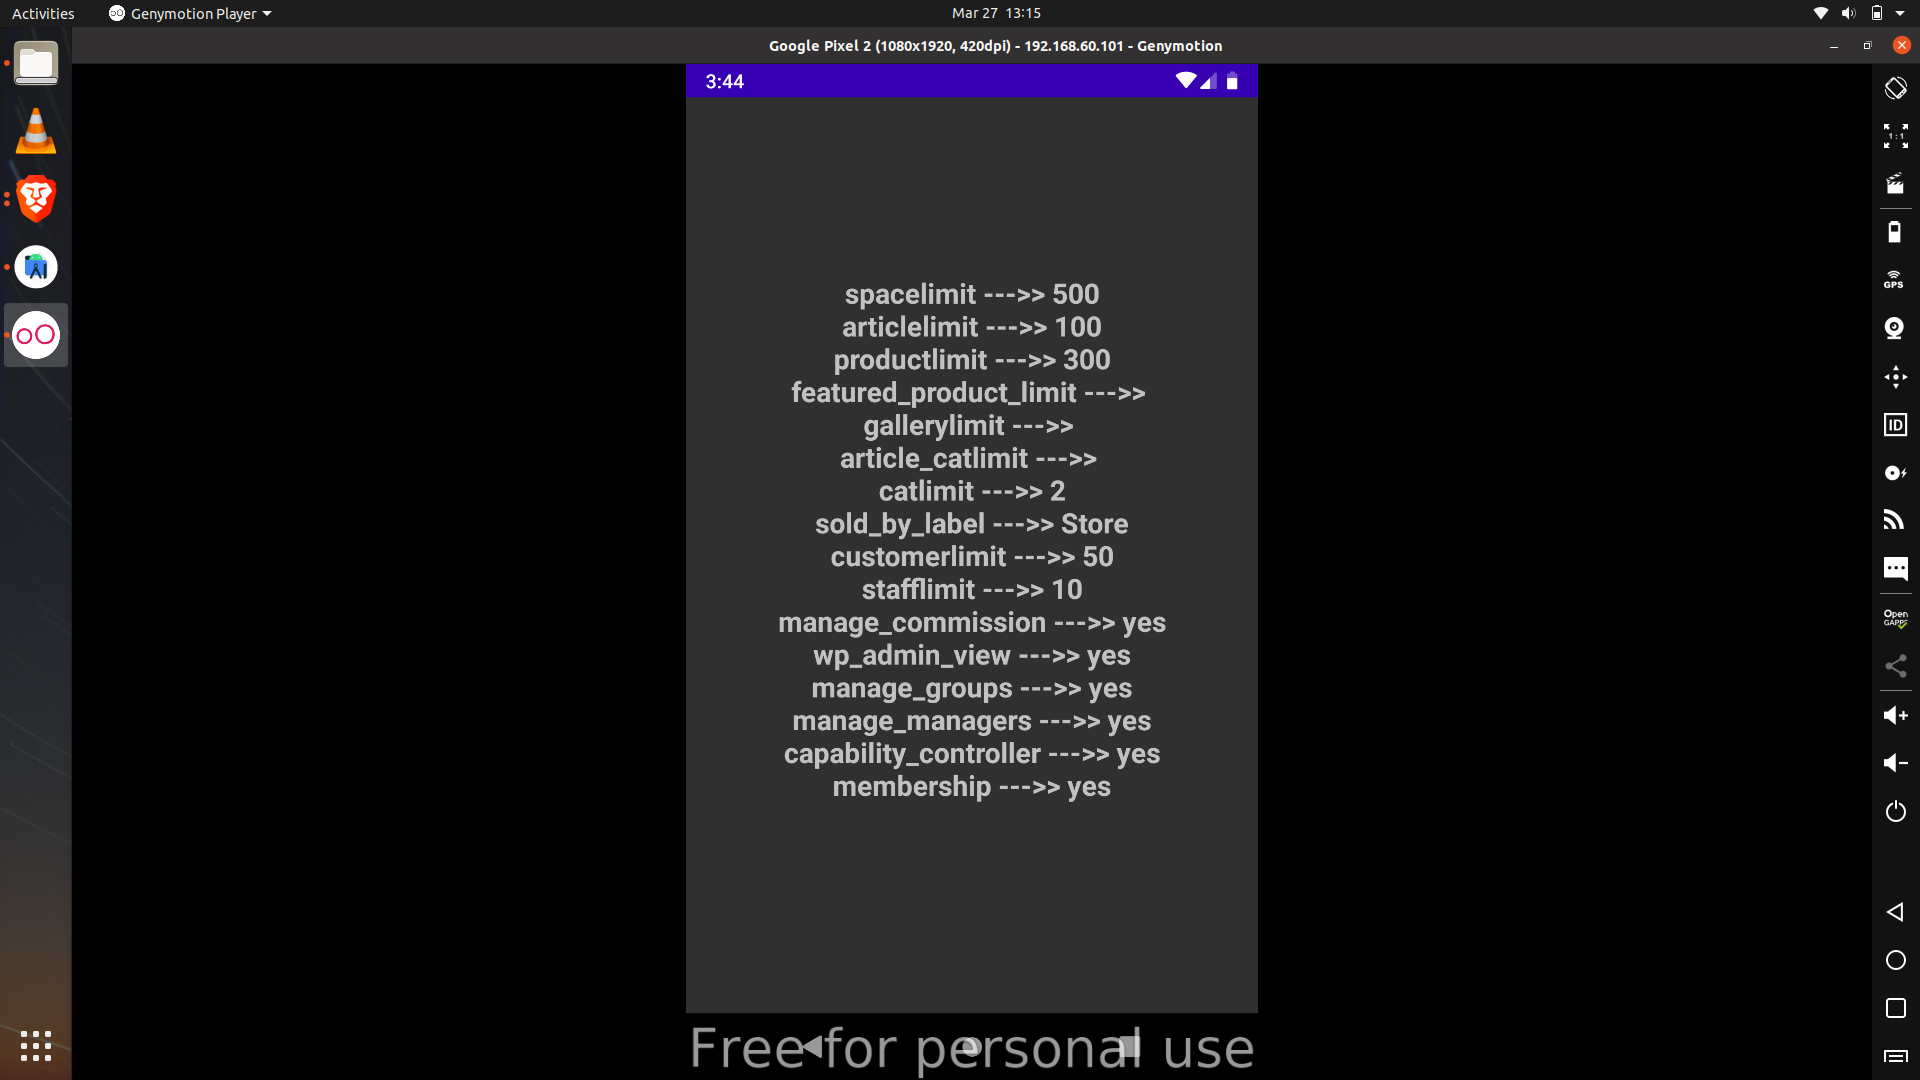 Activities
Genymotion Player
Mar 27 13:15
Google Pixel 2 (1080x1920, 420dpi) - 192.168.60.101 - Genymotion
3:44
spacelimit --->> 500
articlelimit --->> 100
productlimit --->> 300
featured_product_limit --->>
gallerylimit --->>
article_catlimit --->>
catlimit --->> 2
sold_by_label --->> Store
customerlimit --->> 50
stafflimit --->> 10
manage_commission --->> yes
wp_admin_view --->> yes
manage_groups --->> yes
manage_managers --->> yes
capability_controller --->> yes
membership --->> yes
Free for personal use
1:1
GPS
ID
Open
GAPPS